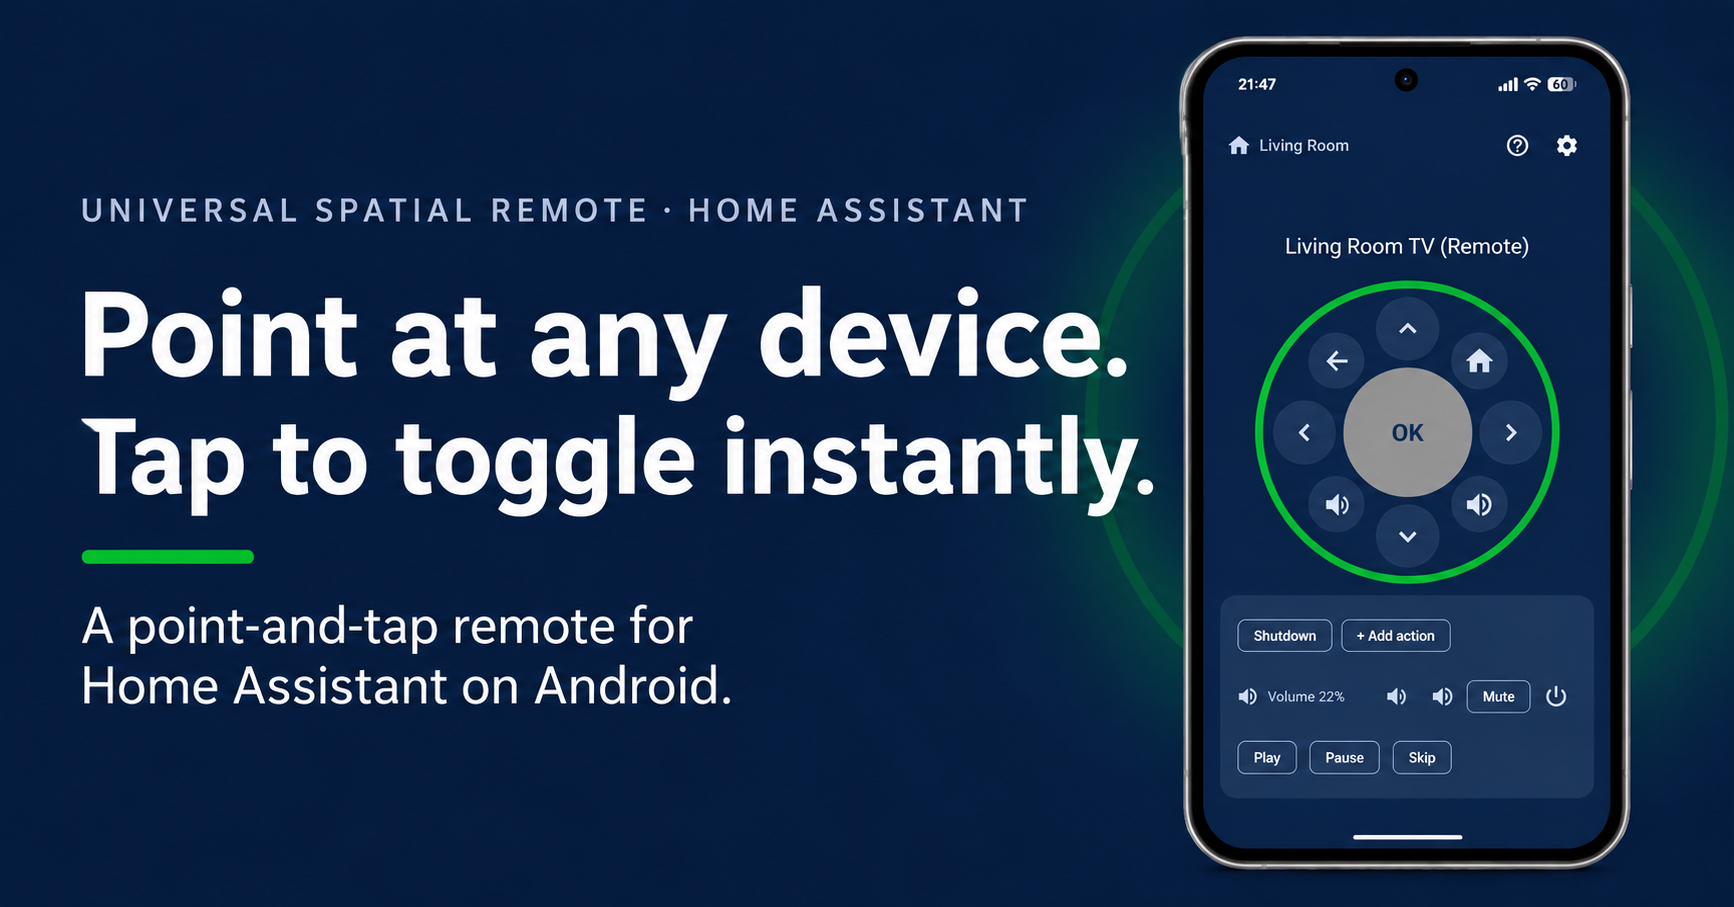 UNIVERSAL SPATIAL REMOTE · HOME ASSISTANT
Point at any device.
Tap to toggle instantly.
A point-and-tap remote for
Home Assistant on Android.
21:47
60
Living Room
Living Room TV (Remote)
OK
Shutdown
+ Add action
Volume 22%
Mute
Play
Pause
Skip